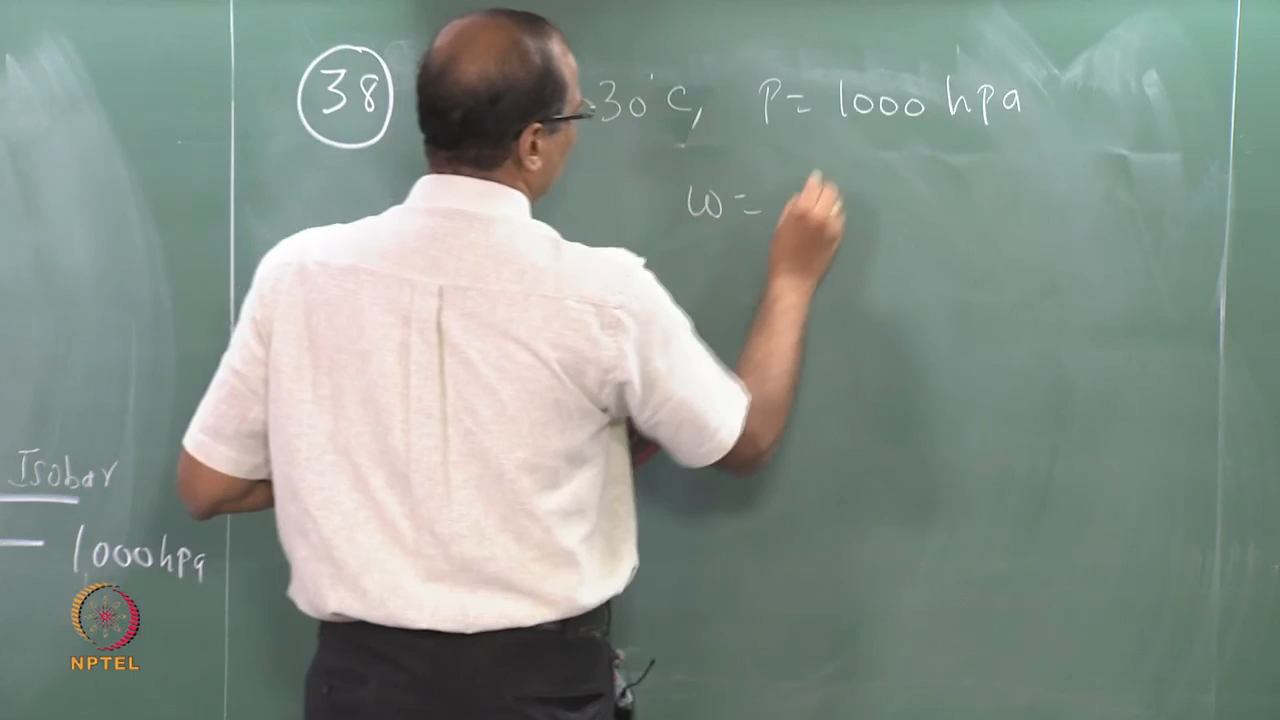 38 30°C, P = 1000 hpa
w =
Isobar
1000hpa
NPTEL